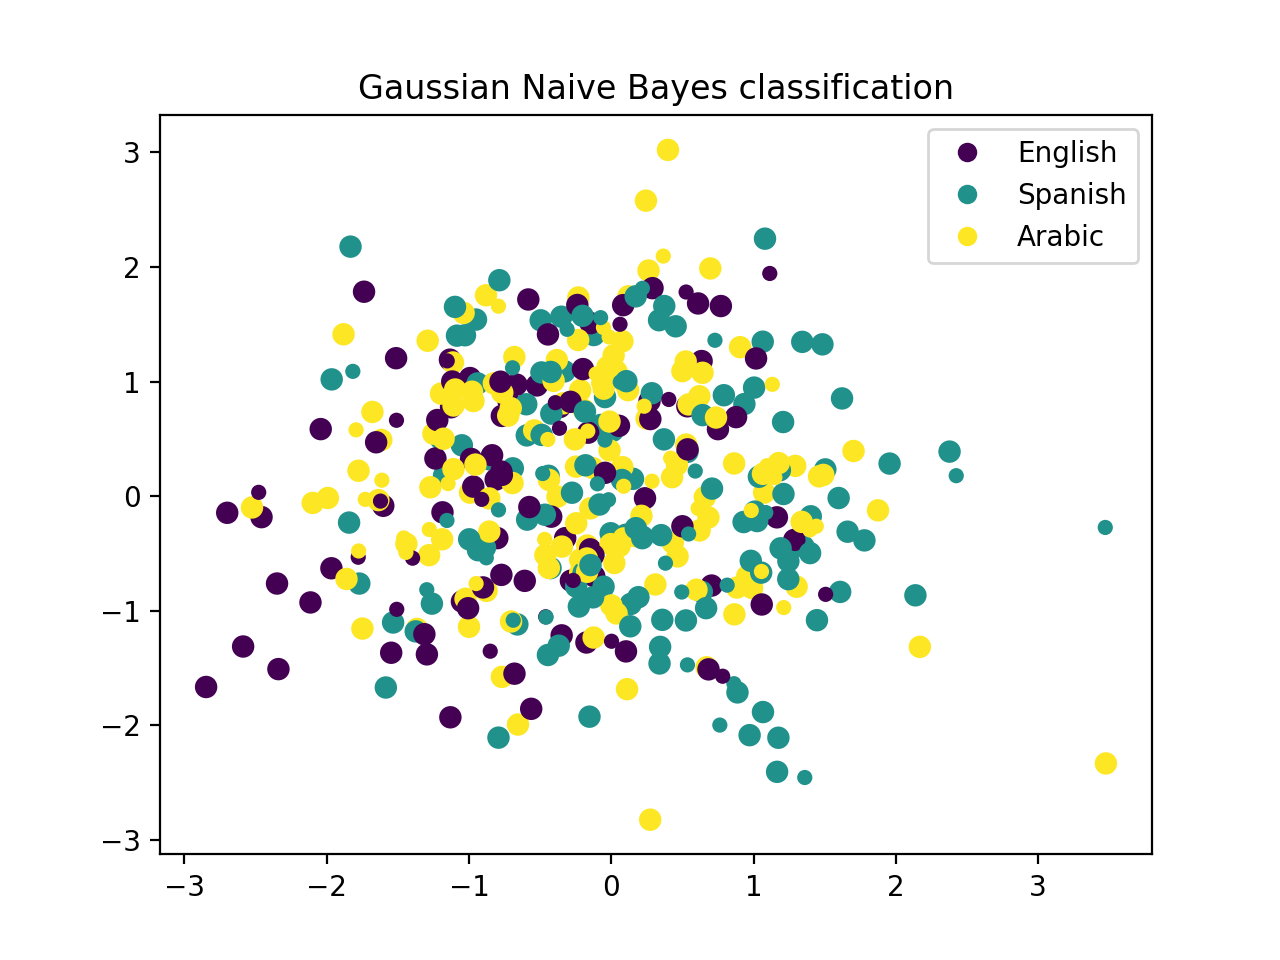 Gaussian Naive Bayes classification
English
Spanish
Arabic
3
2
1
0
−1
−2
−3
−3 −2 −1 0 1 2 3